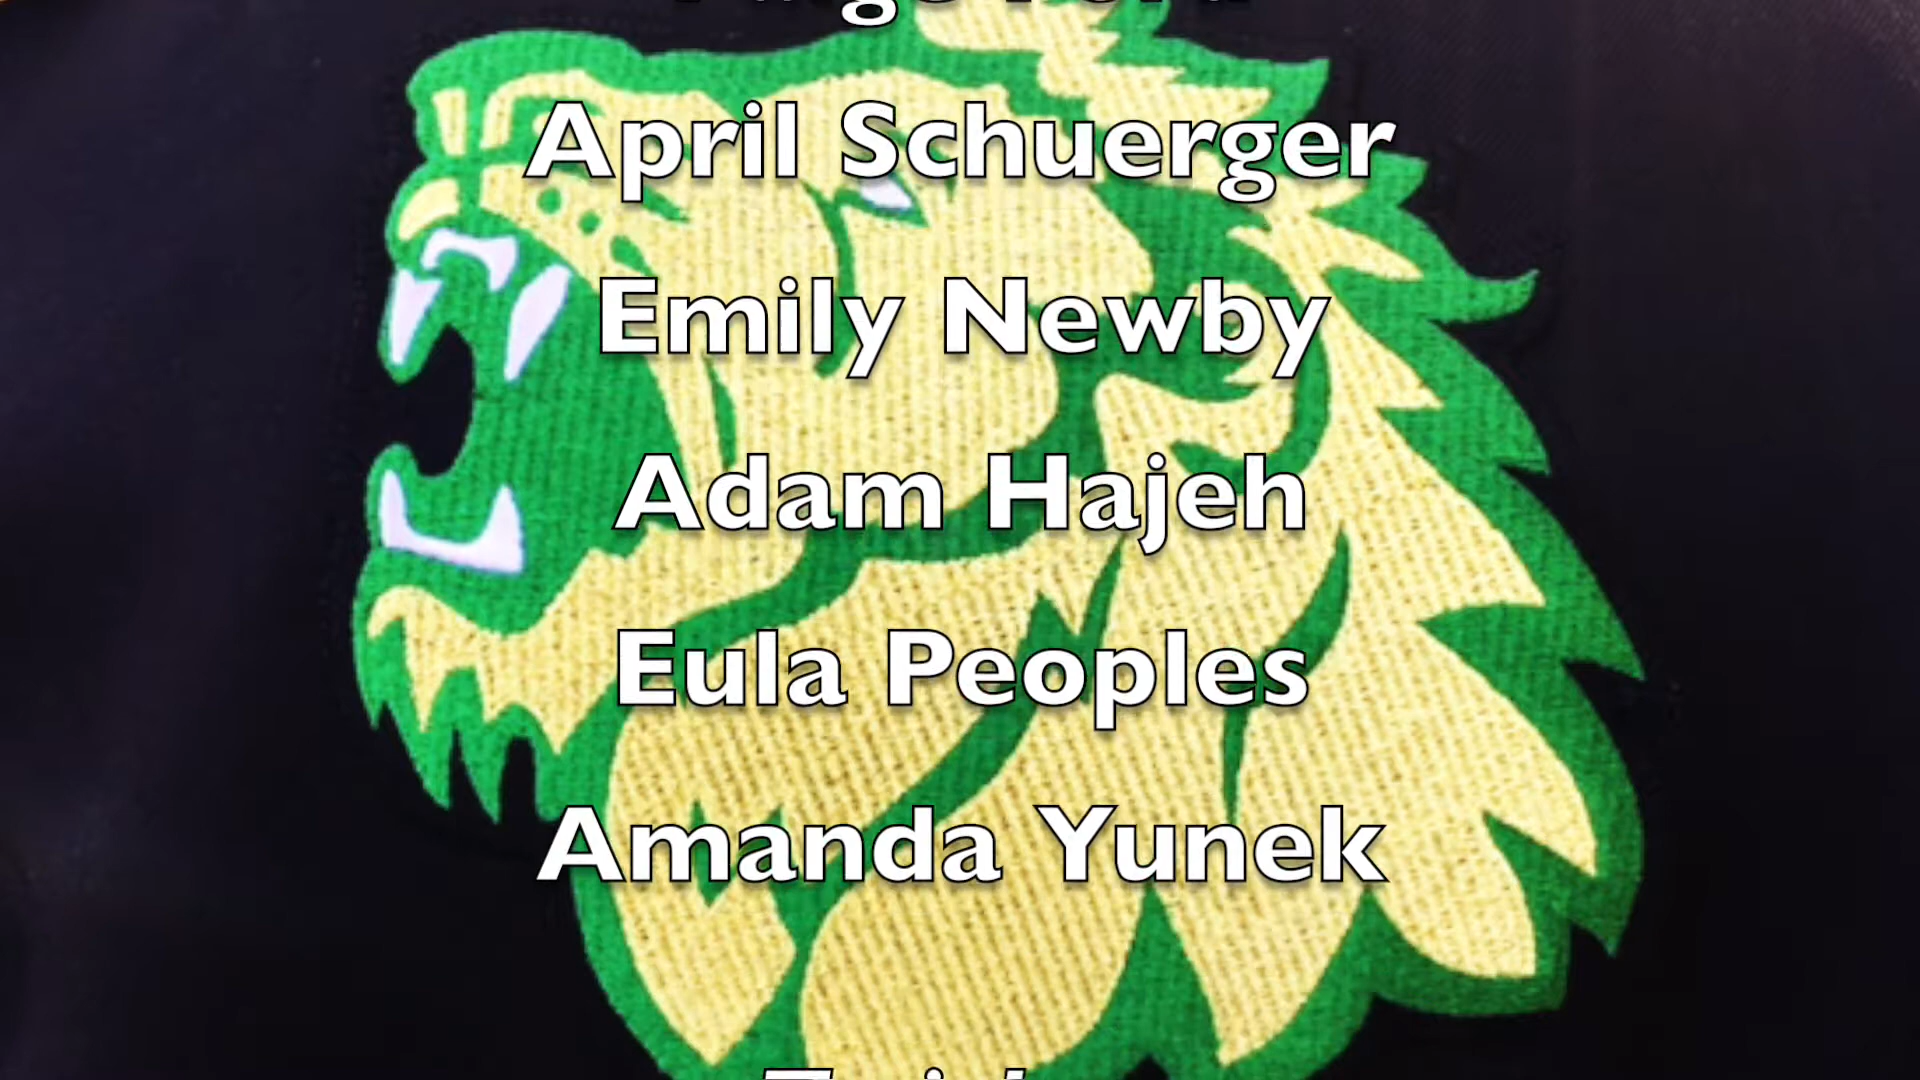 April Schuerger
Emily Newby
Adam Hajeh
Eula Peoples
Amanda Yunek